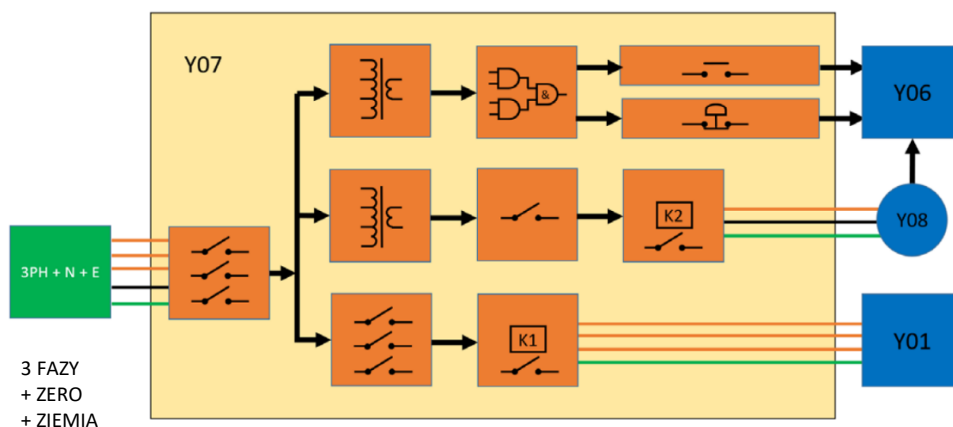 Y07
&
Y06
K2
Y08
3PH + N + E
K1
Y01
3 FAZY
+ ZERO
+ ZIEMIA